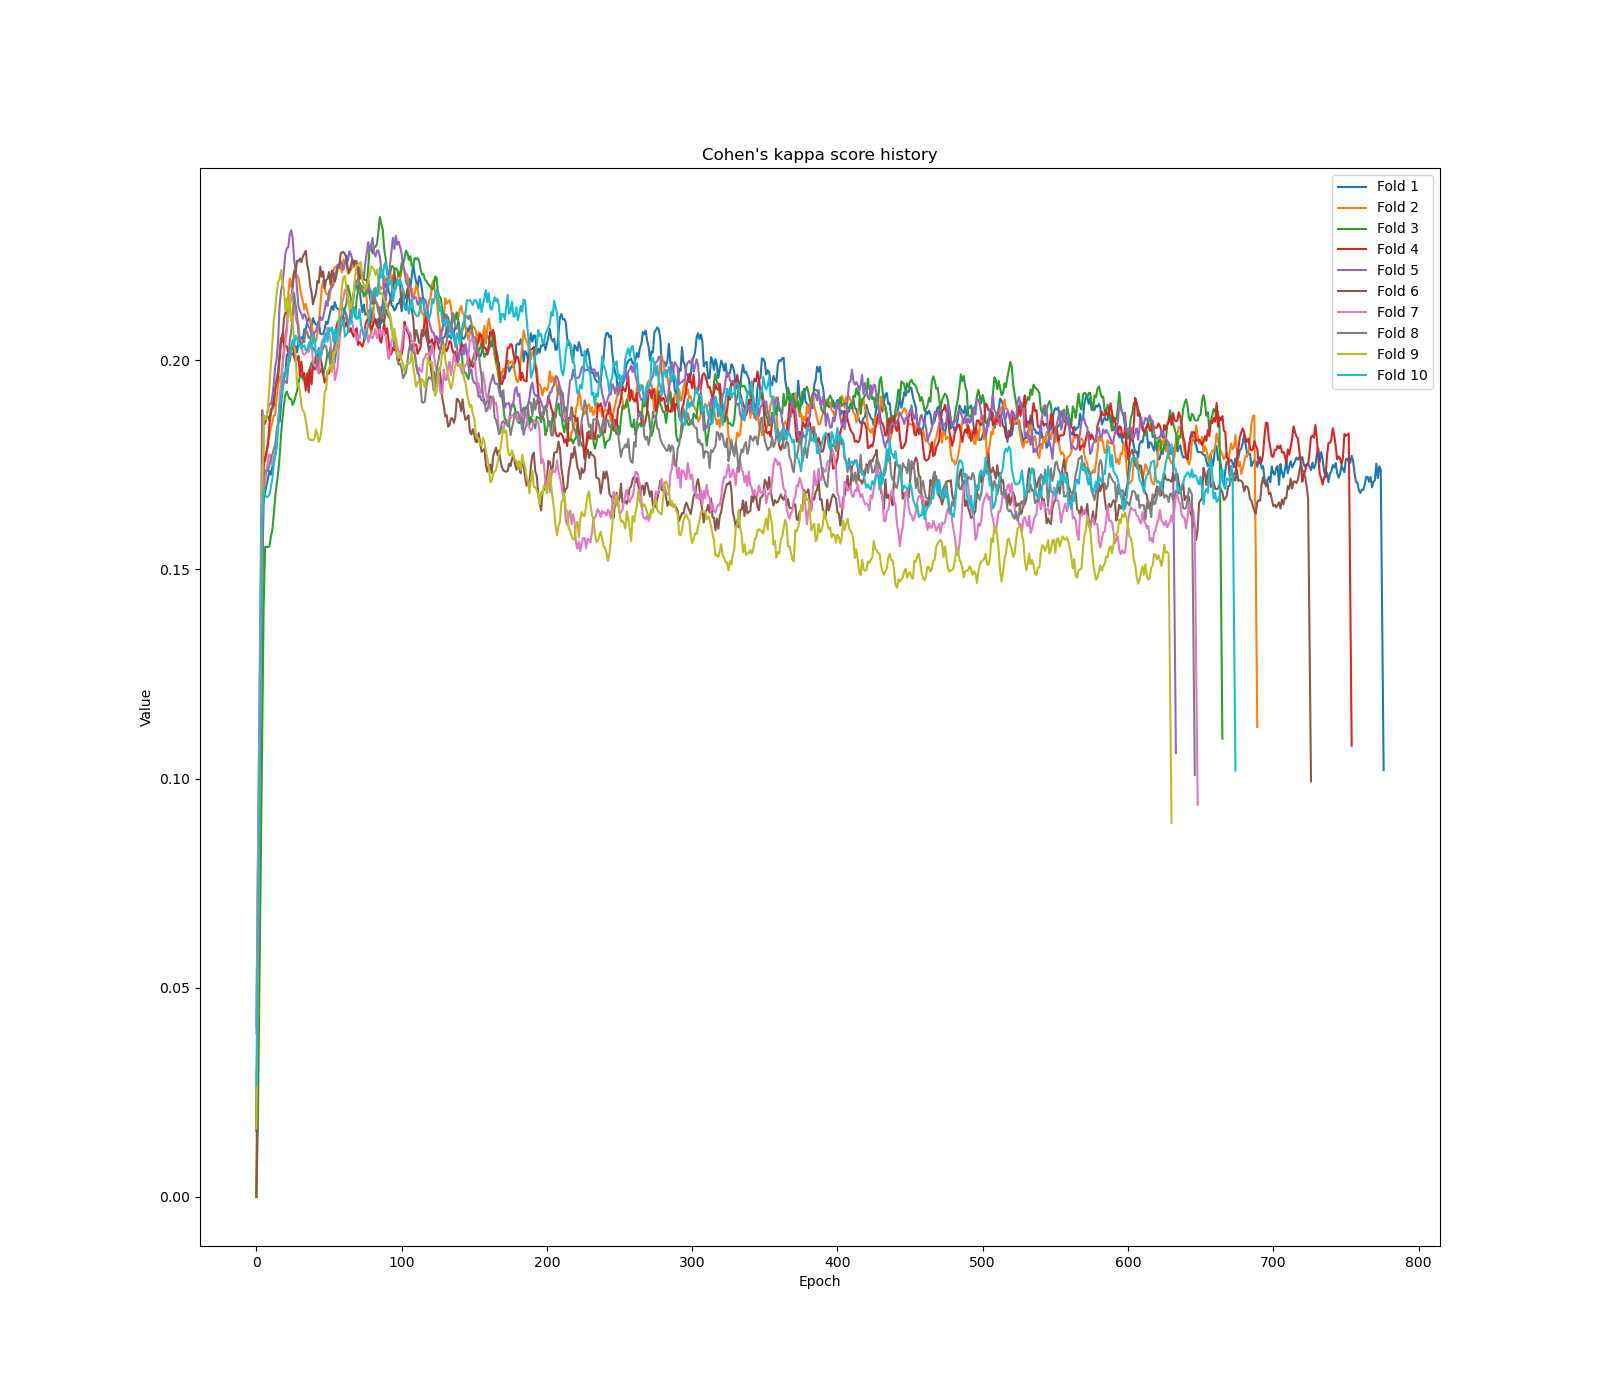 Cohen's kappa score history
Fold 1
Fold 2
Fold 3
Fold 4
Fold 5
Fold 6
Fold 7
Fold 8
Fold 9
Fold 10
Value
0.20
0.15
0.10
0.05
0.00
0 100 200 300 400 500 600 700 800
Epoch